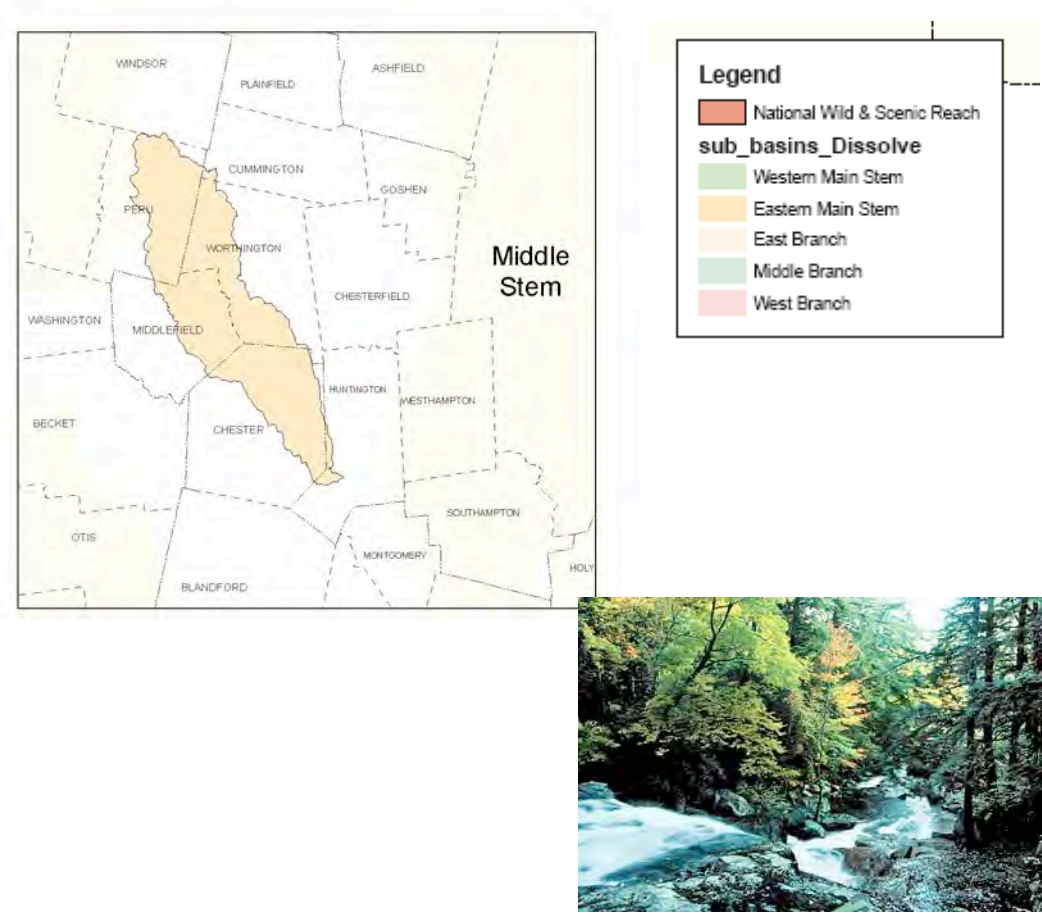 WINDSOR
PLAINFIELD
ASHFIELD
CUMMINGTON
GOSHEN
PERU
WORTHINGTON
Middle
Stem
CHESTERFIELD
WASHINGTON
MIDDLEFIELD
HUNTINGTON
WESTHAMPTON
BECKET
CHESTER
SOUTHAMPTON
OTIS
MONTGOMERY
HOLY
BLANDFORD
Legend
National Wild & Scenic Reach
sub_basins_Dissolve
Western Main Stem
Eastern Main Stem
East Branch
Middle Branch
West Branch